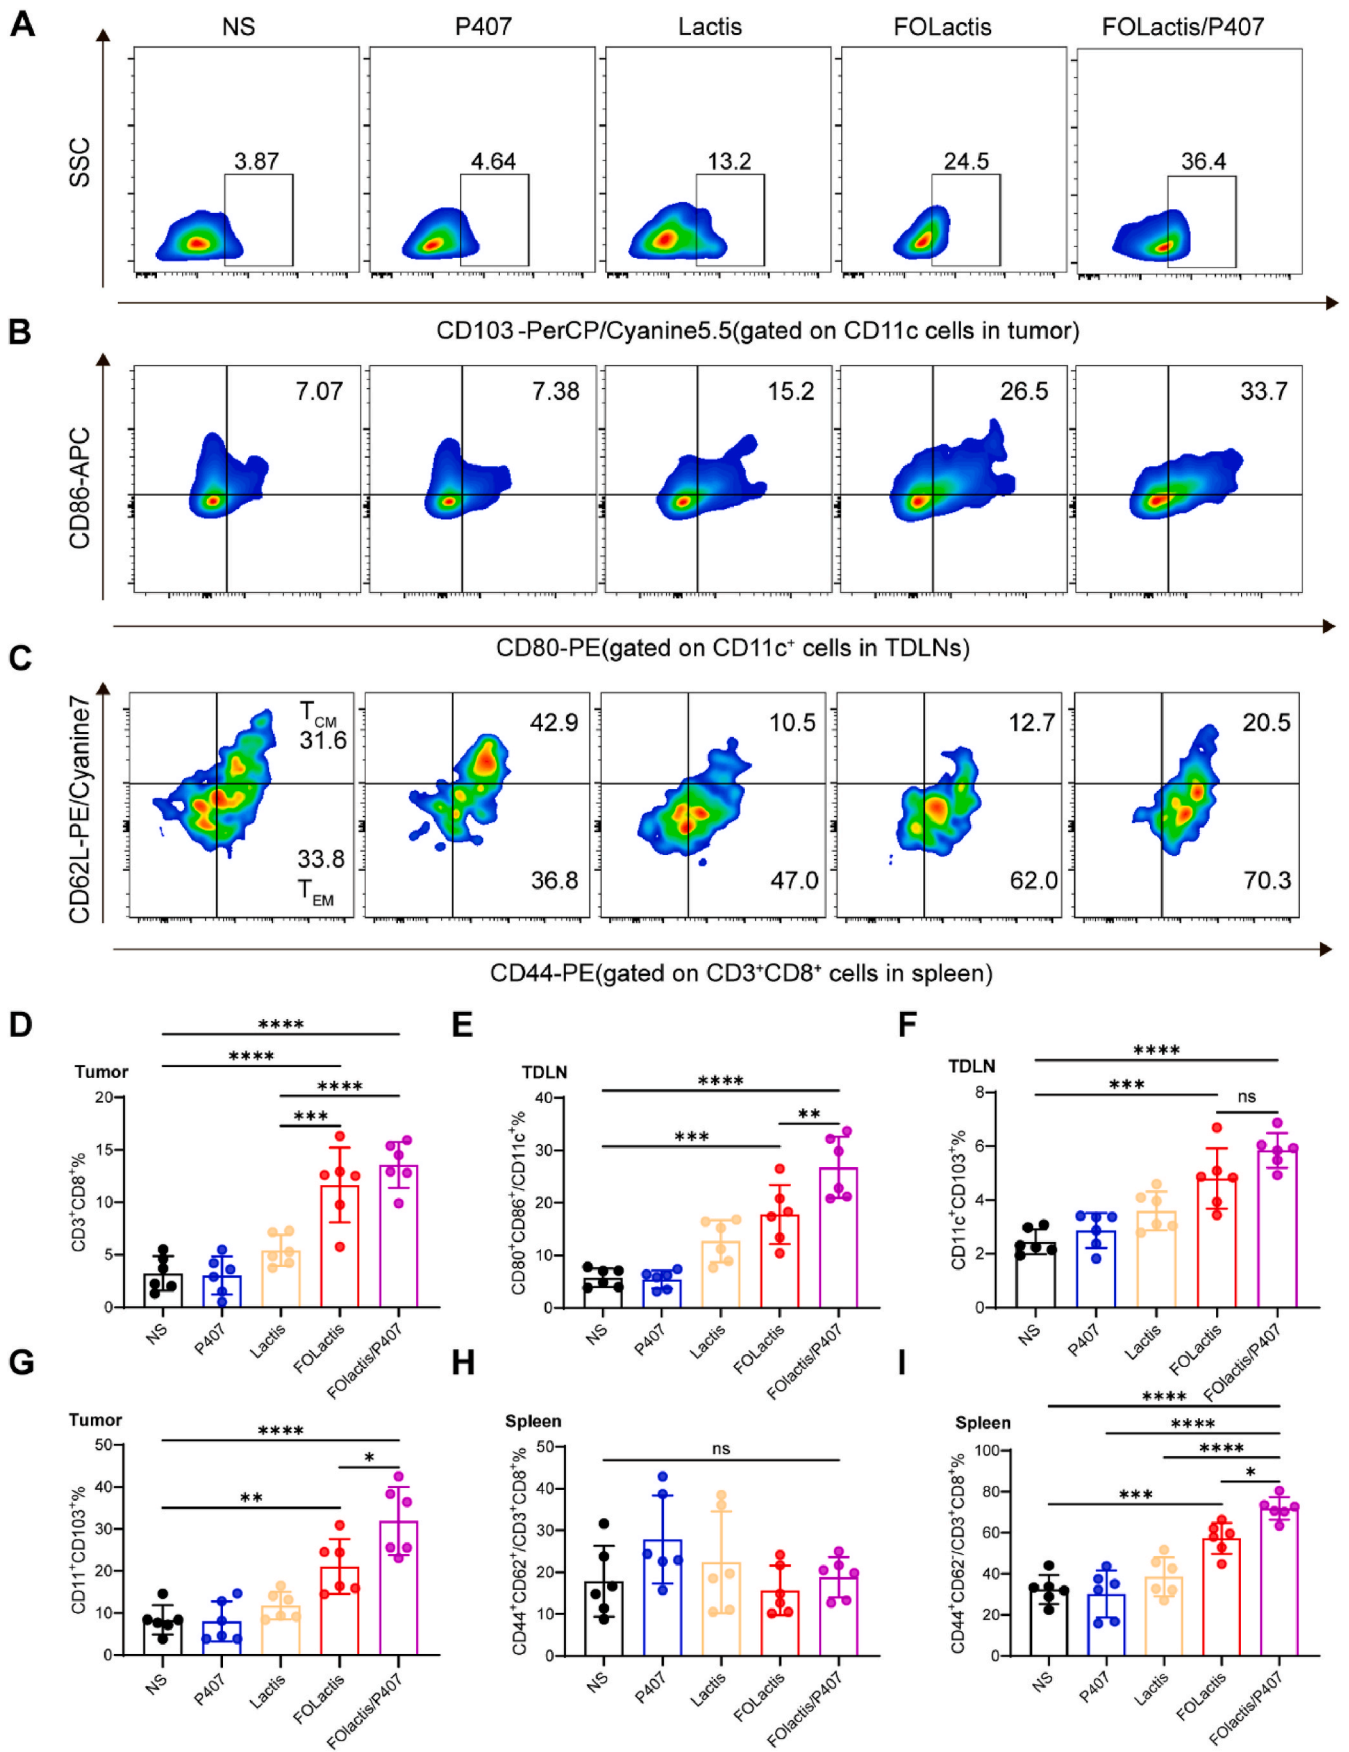 A
NS P407 Lactis FOLactis FOLactis/P407
SSC
3.87 4.64 13.2 24.5 36.4
CD103-PerCP/Cyanine5.5(gated on CD11c cells in tumor)
B
CD86-APC
7.07 7.38 15.2 26.5 33.7
CD80-PE(gated on CD11c⁺ cells in TDLNs)
C
CD62L-PE/Cyanine7
TCM
31.6 42.9 10.5 12.7 20.5
33.8 36.8 47.0 62.0 70.3
TEM
CD44-PE(gated on CD3⁺CD8⁺ cells in spleen)
D
Tumor
CD3⁺CD8⁺%
**** 
****
****
***
20
15
10
5
0
NS P407 Lactis FOLactis FOlactis/P407
E
TDLN
CD80⁺CD86⁺/CD11c⁺%
****
**
***
40
30
20
10
0
NS P407 Lactis FOLactis FOlactis/P407
F
TDLN
CD11c⁺CD103⁺%
****
***
ns
8
6
4
2
0
NS P407 Lactis FOLactis FOlactis/P407
G
Tumor
CD11⁺CD103⁺%
****
*
**
50
40
30
20
10
0
NS P407 Lactis FOLactis FOlactis/P407
H
Spleen
CD44⁺CD62⁺/CD3⁺CD8⁺%
ns
50
40
30
20
10
0
NS P407 Lactis FOLactis FOlactis/P407
I
Spleen
CD44⁺CD62⁻/CD3⁺CD8⁺%
****
****
****
*
***
100
80
60
40
20
0
NS P407 Lactis FOLactis FOlactis/P407